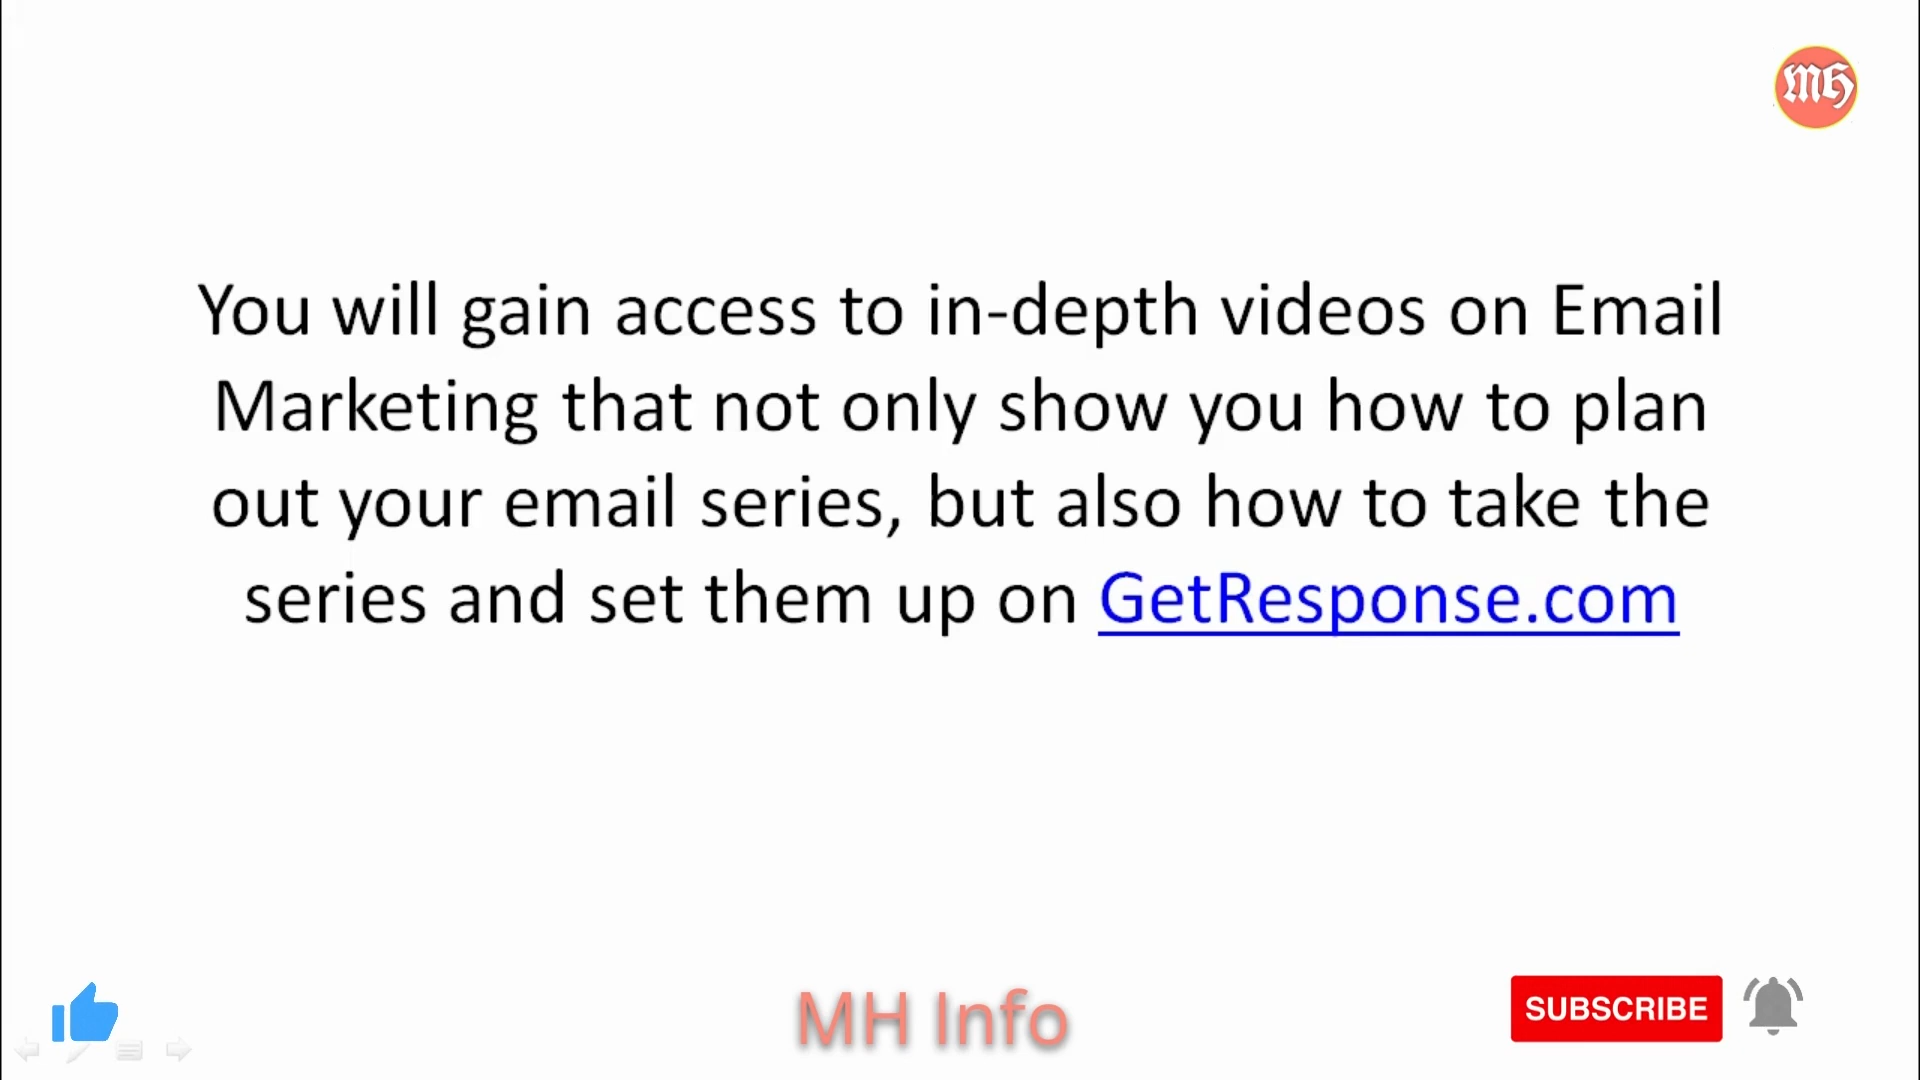 MH
You will gain access to in-depth videos on Email
Marketing that not only show you how to plan
out your email series, but also how to take the
series and set them up on GetResponse.com
MH Info
SUBSCRIBE